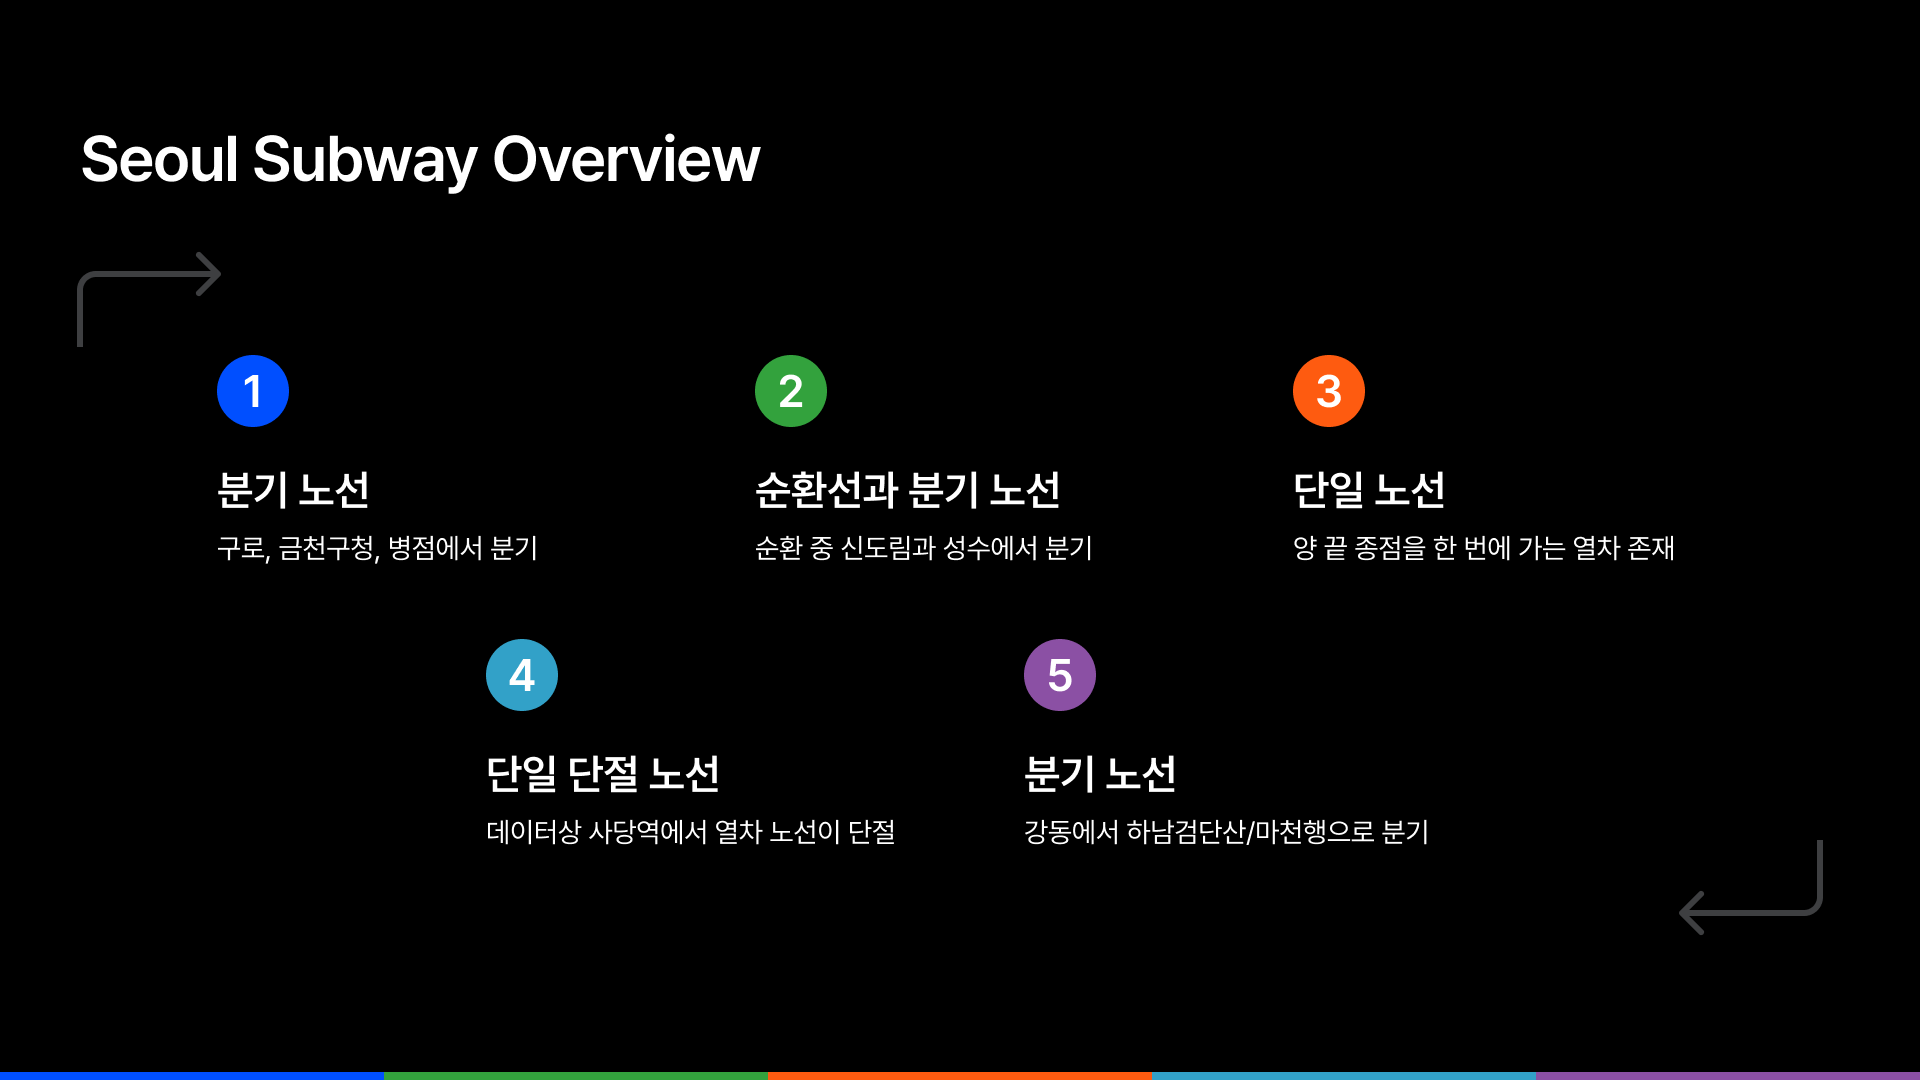 Seoul Subway Overview
1
분기 노선
구로, 금천구청, 병점에서 분기
2
순환선과 분기 노선
순환 중 신도림과 성수에서 분기
3
단일 노선
양 끝 종점을 한 번에 가는 열차 존재
4
단일 단절 노선
데이터상 사당역에서 열차 노선이 단절
5
분기 노선
강동에서 하남검단산/마천행으로 분기